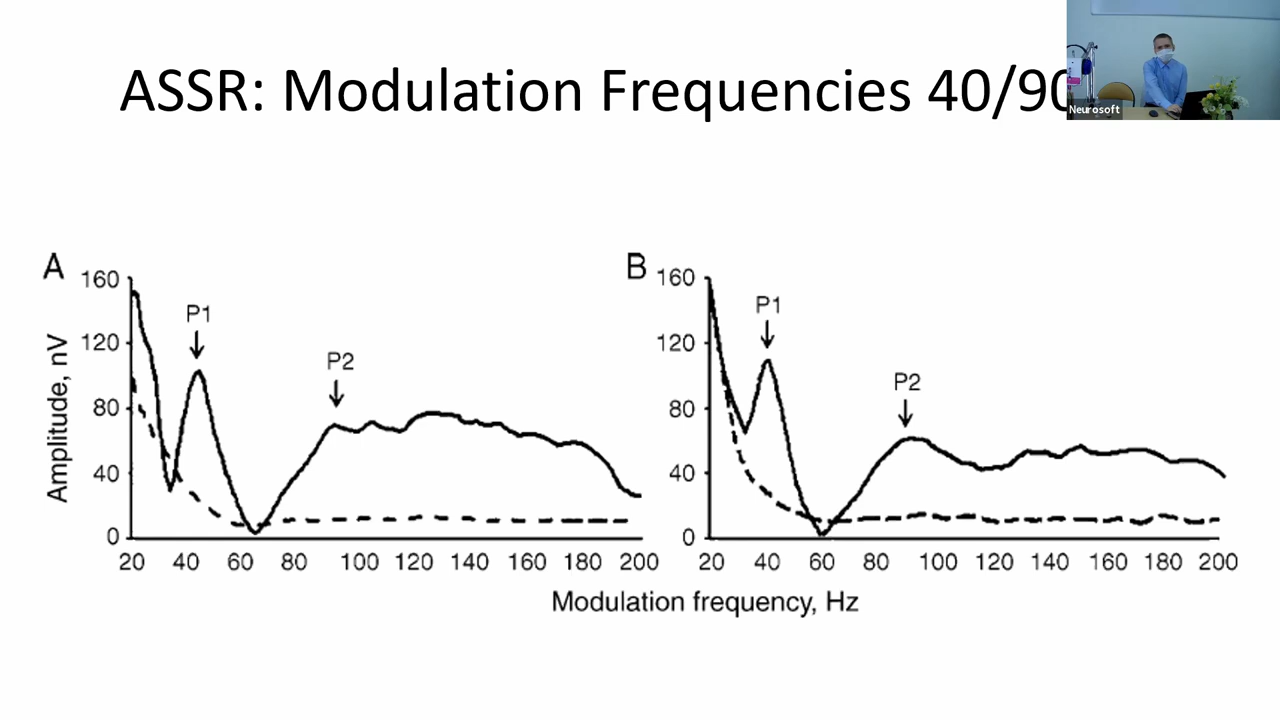 ASSR: Modulation Frequencies 40/90
Neurosoft
A
160
120
80
40
0
Amplitude, nV
P1
P2
20 40 60 80 100 120 140 160 180 200
B
160
120
80
40
0
P1
P2
20 40 60 80 100 120 140 160 180 200
Modulation frequency, Hz